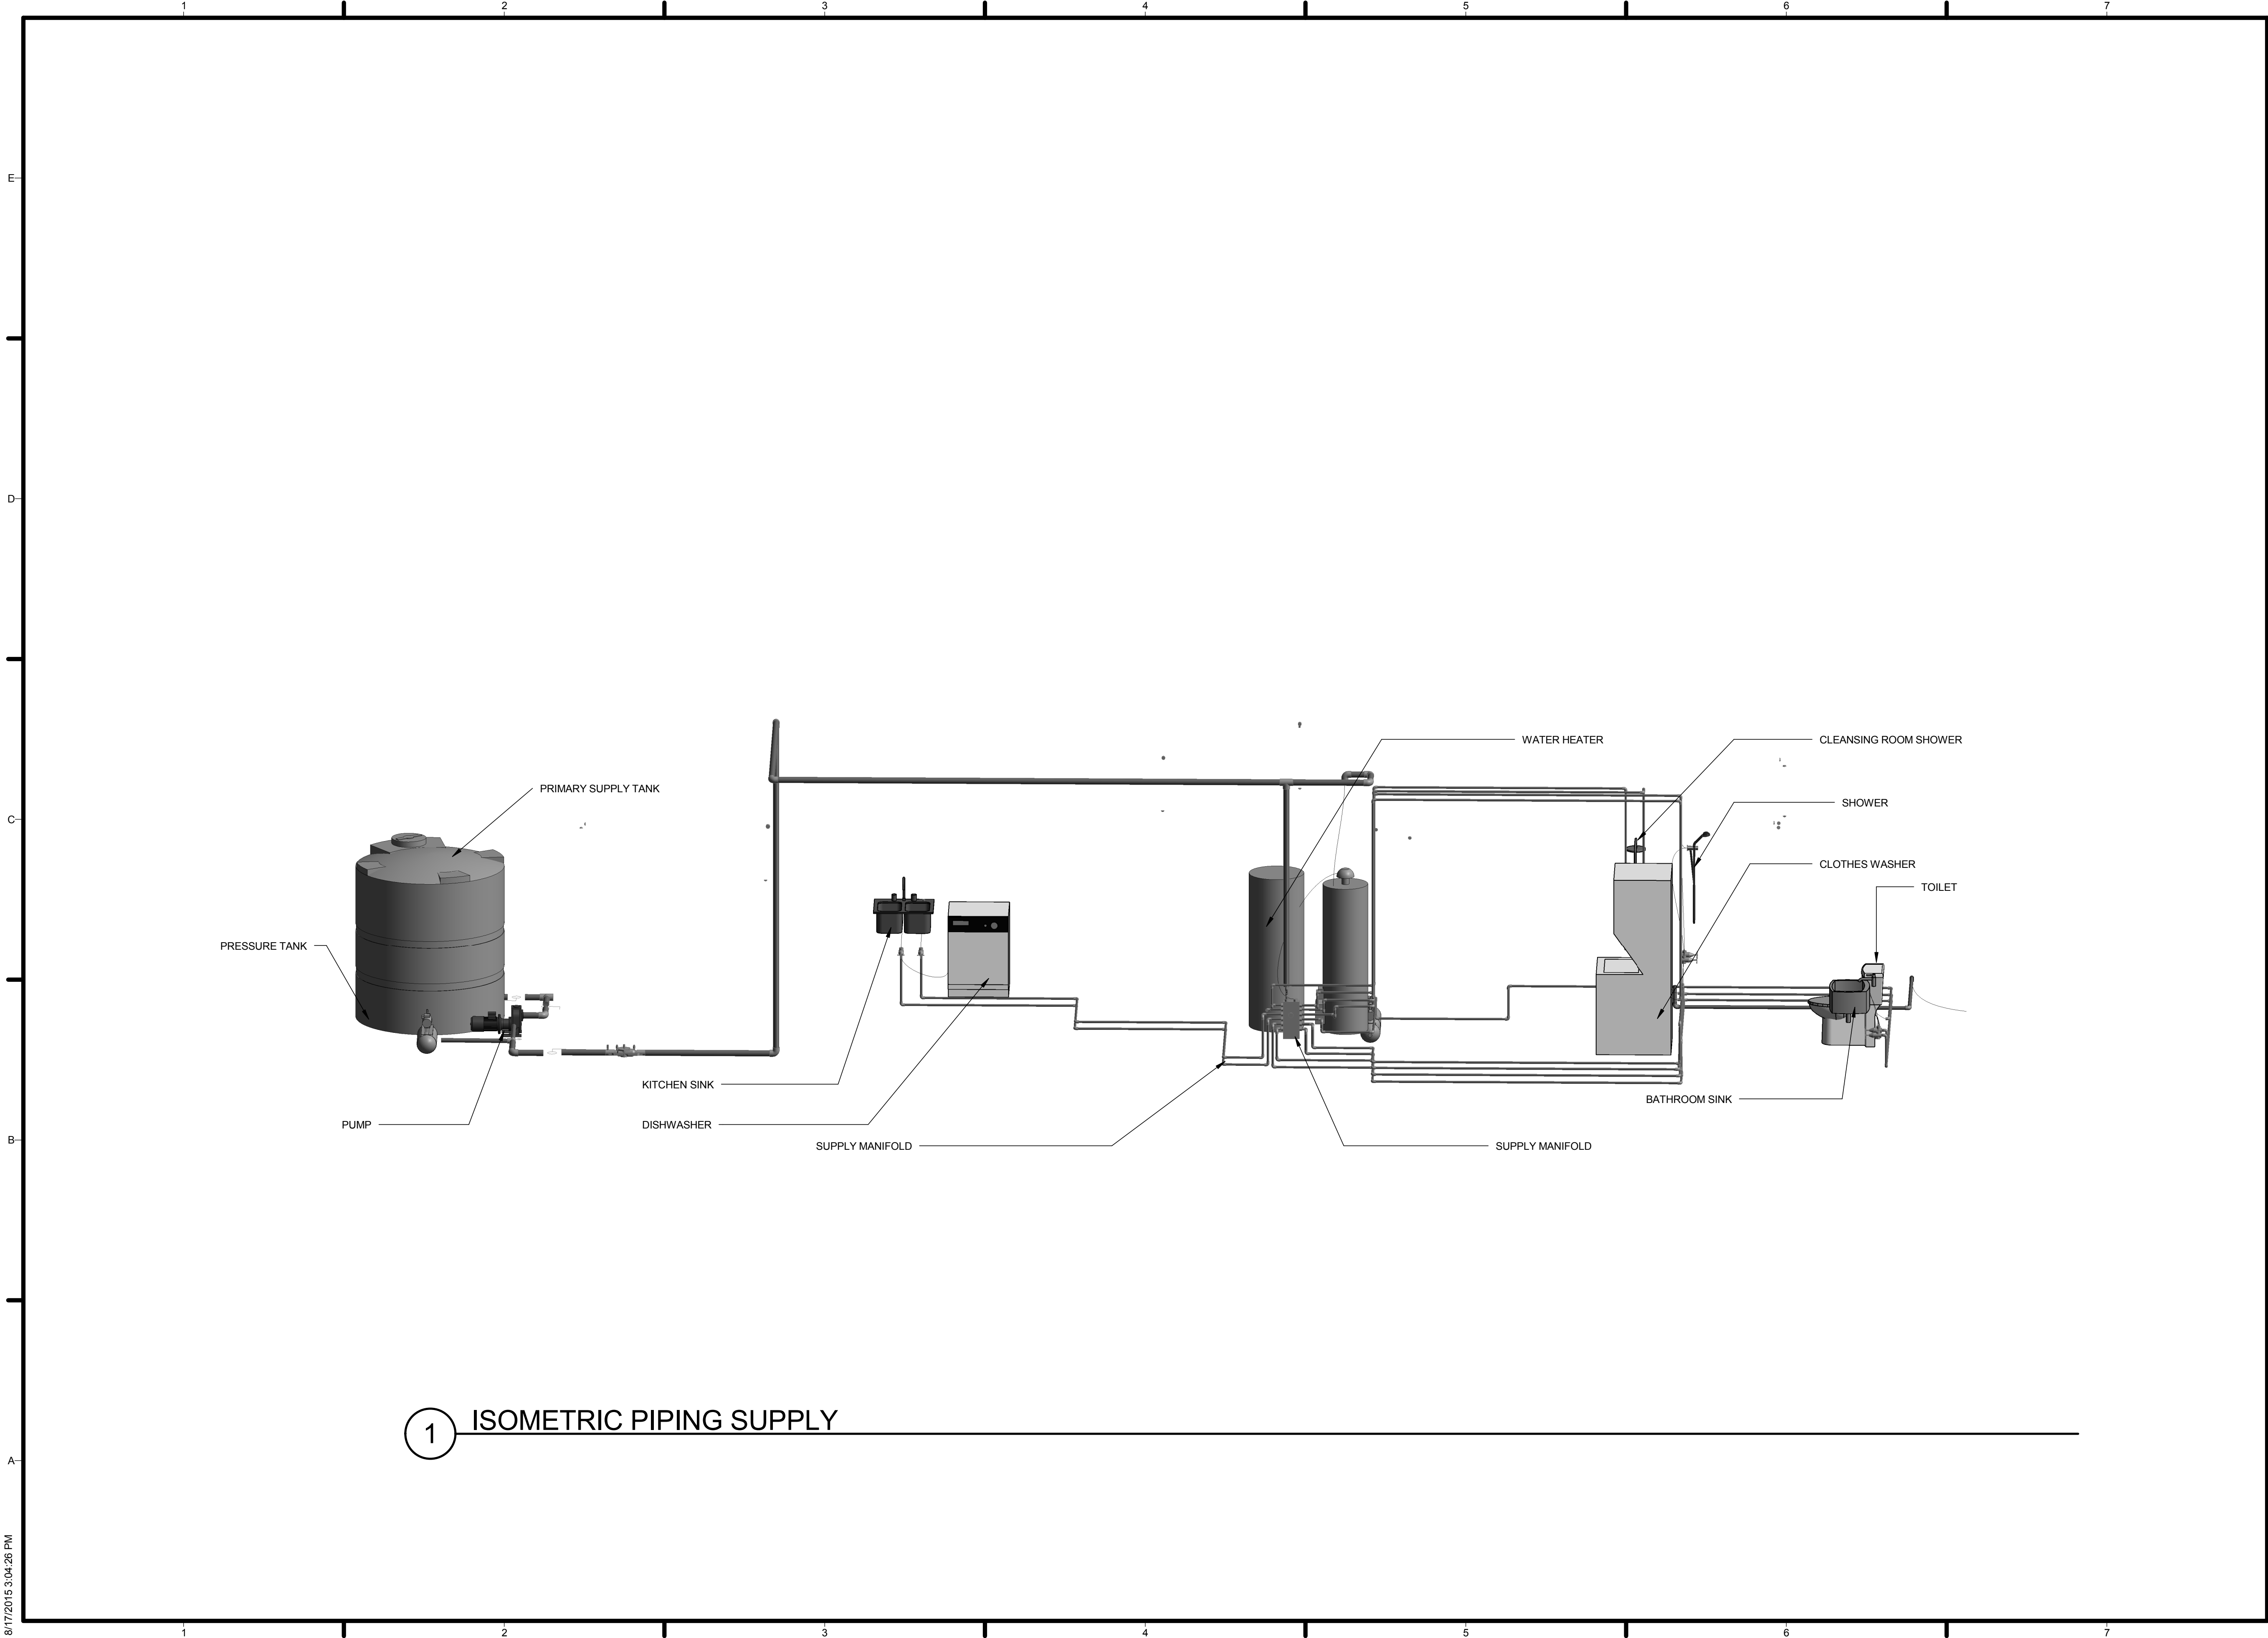 1 2 3 4 5 6 7
E
D
WATER HEATER
CLEANSING ROOM SHOWER
PRIMARY SUPPLY TANK
SHOWER
C
CLOTHES WASHER
TOILET
PRESSURE TANK
KITCHEN SINK
BATHROOM SINK
PUMP
DISHWASHER
B
SUPPLY MANIFOLD
SUPPLY MANIFOLD
1 ISOMETRIC PIPING SUPPLY
A
8/17/2015 3:04:26 PM
1 2 3 4 5 6 7